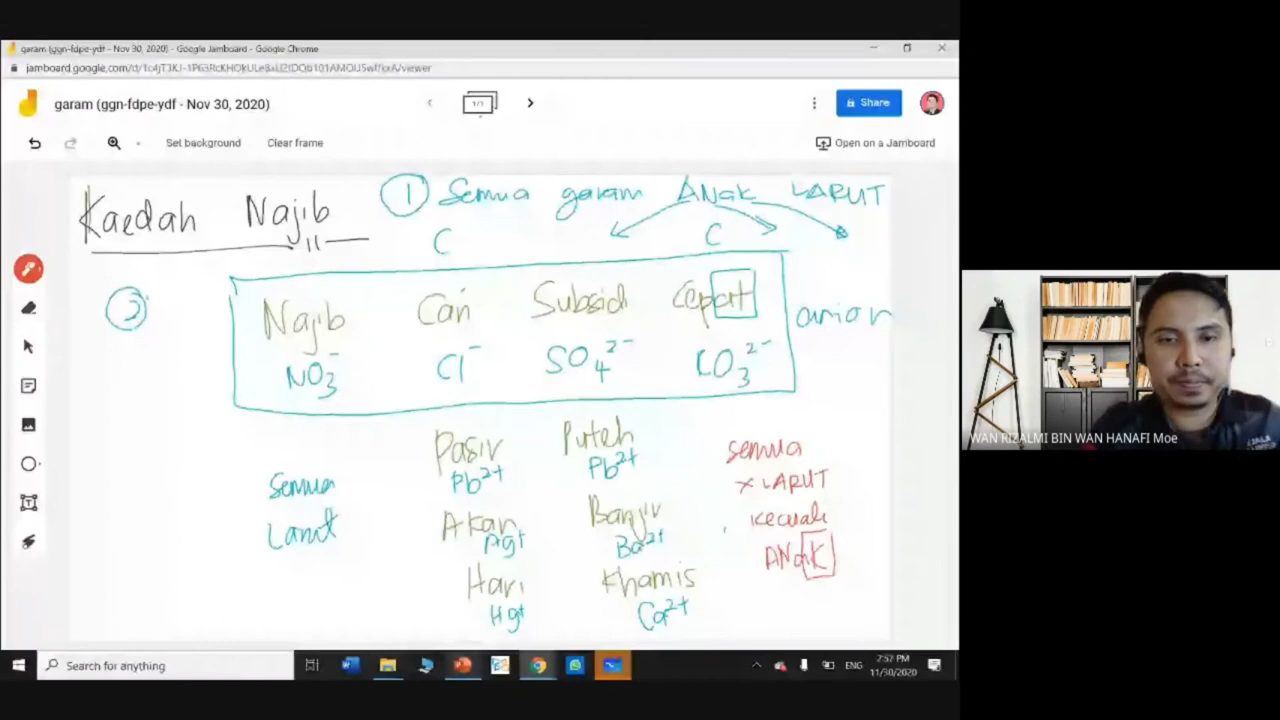 garam (ggn-fdpe-ydf - Nov 30, 2020) - Google Jamboard - Google Chrome
garam (ggn-fdpe-ydf - Nov 30, 2020)
1/1
Share
Set background
Clear frame
Open on a Jamboard
Kaedah Najib
1 Semua garam ANak LARUT
C C
2
Najib Cari Subsidi Cepat
anion
NO₃⁻ Cl⁻ SO₄²⁻ CO₃²⁻
Semua
Larut
Pasir
Pb²⁺
Akan
Ag⁺
Hari
Hg⁺
Puteh
Pb²⁺
Banjir
Ba²⁺
Khamis
Ca²⁺
semua
x LARUT
kecuali
ANaK
WAN RIZALMI BIN WAN HANAFI Moe
Search for anything
ENG
7:57 PM
11/30/2020